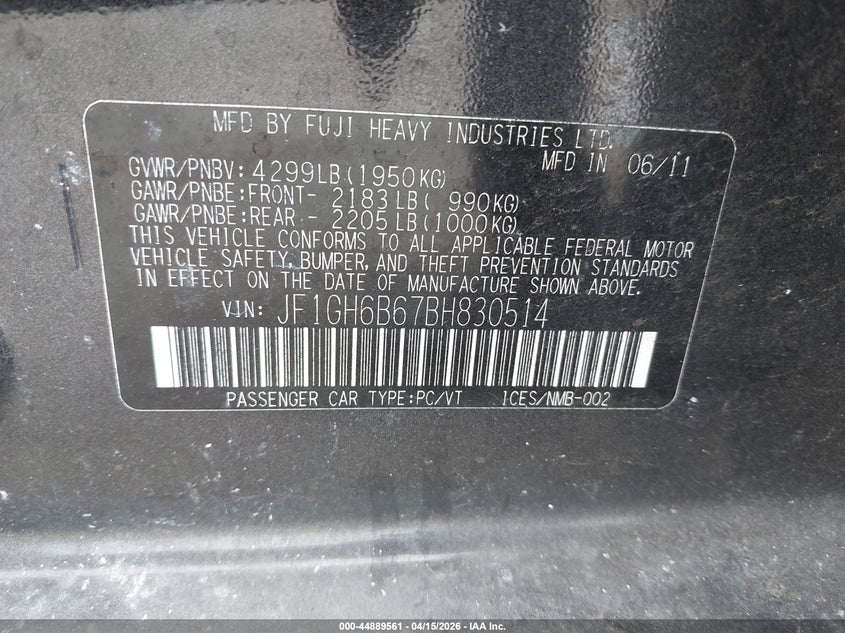 MFD BY FUJI HEAVY INDUSTRIES LTD.
MFD IN 06/11
GVWR/PNBV: 4299LB(1950KG)
GAWR/PNBE:FRONT- 2183LB( 990KG)
GAWR/PNBE:REAR - 2205LB(1000KG)
THIS VEHICLE CONFORMS TO ALL APPLICABLE FEDERAL MOTOR
VEHICLE SAFETY, BUMPER, AND THEFT PREVENTION STANDARDS
IN EFFECT ON THE DATE OF MANUFACTURE SHOWN ABOVE.
VIN: JF1GH6B67BH830514
PASSENGER CAR TYPE:PC/VT ICES/NMB-002
000-44889561 - 04/15/2026 - IAA Inc.